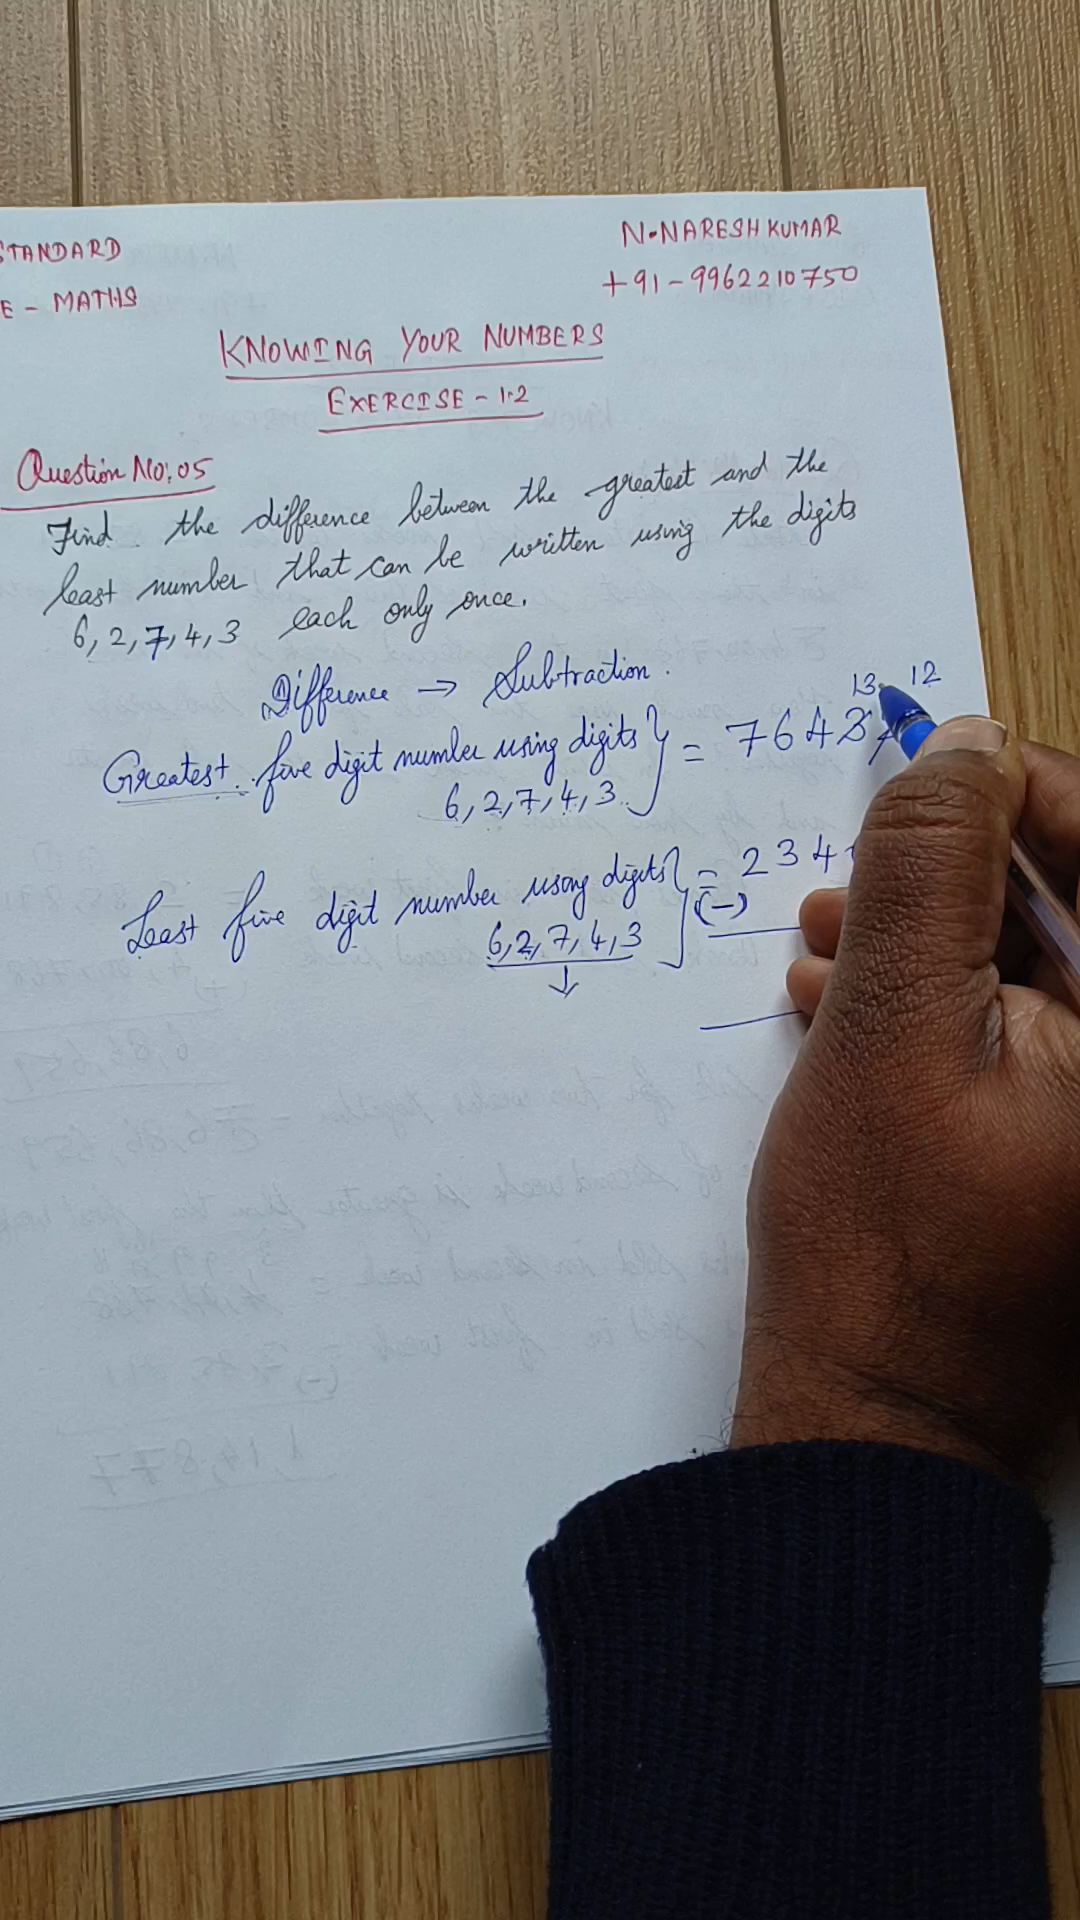 STANDARD
N. NARESH KUMAR
E - MATHS
+91-9962210750
KNOWING YOUR NUMBERS
EXERCISE - 1.2
Question No: 05
Find the difference between the greatest and the
least number that can be written using the digits
6, 2, 7, 4, 3 each only once.
Difference → Subtraction.
13 12
Greatest five digit number using digits } = 7643
6, 2, 7, 4, 3
Least five digit number using digits } = 234
6, 2, 7, 4, 3 (-)